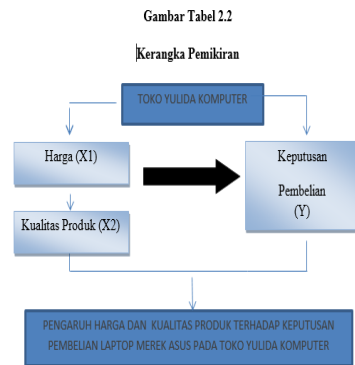 Gambar Tabel 2.2
Kerangka Pemikiran
TOKO YULIDA KOMPUTER
Harga (X1)
Kualitas Produk (X2)
Keputusan
Pembelian
(Y)
PENGARUH HARGA DAN KUALITAS PRODUK TERHADAP KEPUTUSAN
PEMBELIAN LAPTOP MEREK ASUS PADA TOKO YULIDA KOMPUTER